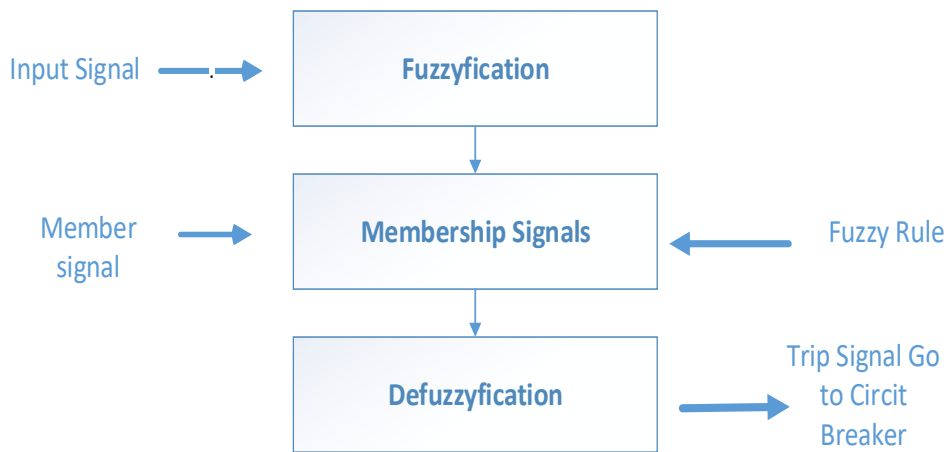 Input Signal
Fuzzyfication
Member
signal
Membership Signals
Fuzzy Rule
Defuzzyfication
Trip Signal Go
to Circit
Breaker